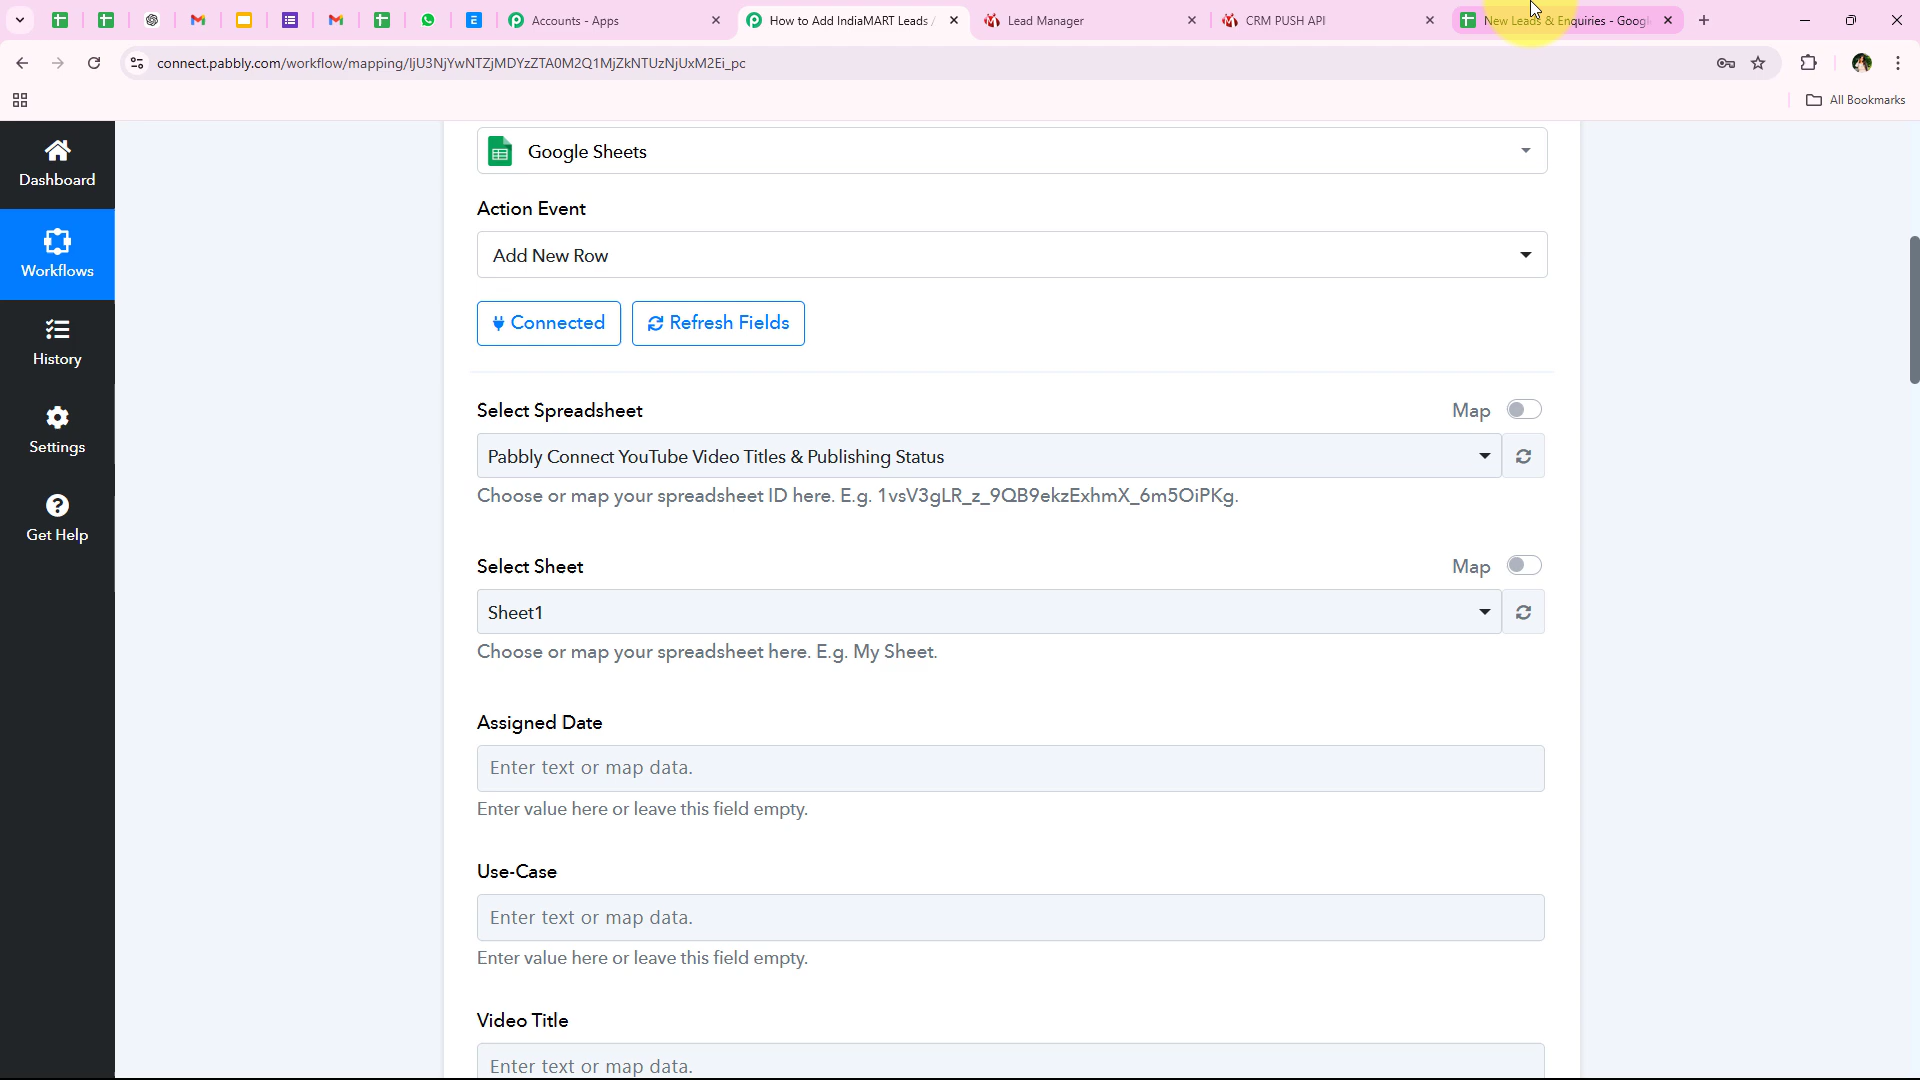 Accounts - Apps
How to Add IndiaMART Leads /
Lead Manager
CRM PUSH API
New Leads & Enquiries - Googl
connect.pabbly.com/workflow/mapping/IjU3NjYwNTZjMDYzZTA0M2Q1MjZkNTUzNjUxM2Ei_pc
All Bookmarks
Dashboard
Workflows
History
Settings
Get Help
Google Sheets
Action Event
Add New Row
Connected
Refresh Fields
Select Spreadsheet
Map
Pabbly Connect YouTube Video Titles & Publishing Status
Choose or map your spreadsheet ID here. E.g. 1vsV3gLR_z_9QB9ekzExhmX_6m5OiPKg.
Select Sheet
Map
Sheet1
Choose or map your spreadsheet here. E.g. My Sheet.
Assigned Date
Enter text or map data.
Enter value here or leave this field empty.
Use-Case
Enter text or map data.
Enter value here or leave this field empty.
Video Title
Enter text or map data.